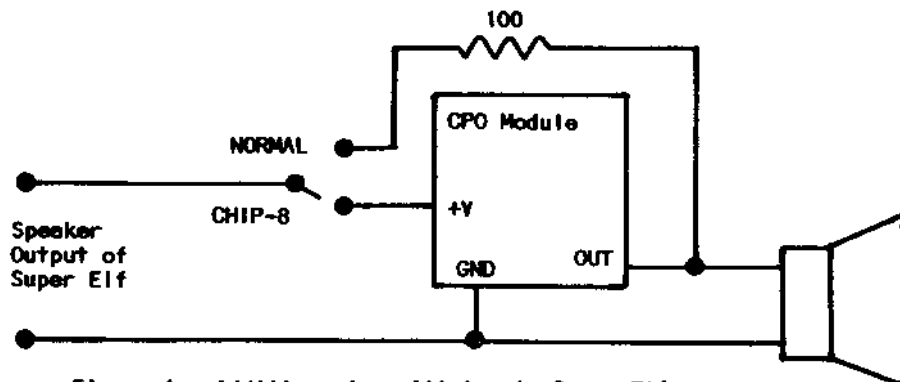 100
CPO Module
NORMAL
CHIP-8
+V
Speaker
Output of
Super Elf
GND
OUT